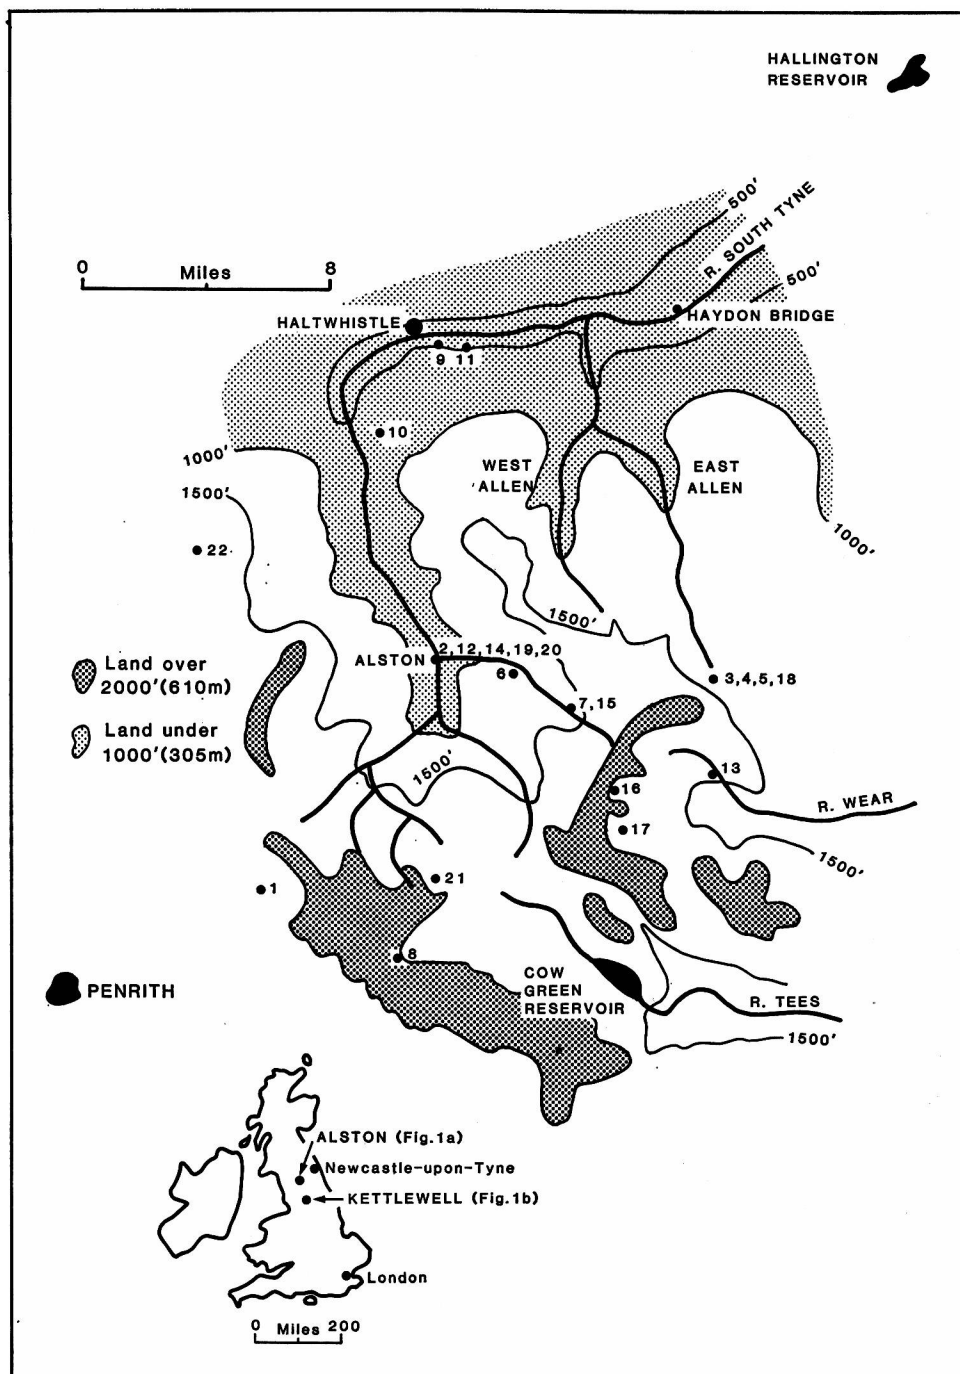 HALLINGTON
RESERVOIR
500'
R. SOUTH TYNE
0 Miles 8
500'
HALTWHISTLE
HAYDON BRIDGE
9 11
10
1000'
WEST
ALLEN
EAST
ALLEN
1500'
1000'
22
1500'
ALSTON
2,12,14,19,20
Land over
2000'(610m)
6
3,4,5,18
7,15
Land under
1000'(305m)
1500'
13
16
R. WEAR
17
1500'
21
1
8
COW
GREEN
RESERVOIR
PENRITH
R. TEES
1500'
ALSTON (Fig.1a)
Newcastle-upon-Tyne
KETTLEWELL (Fig.1b)
London
0 Miles 200